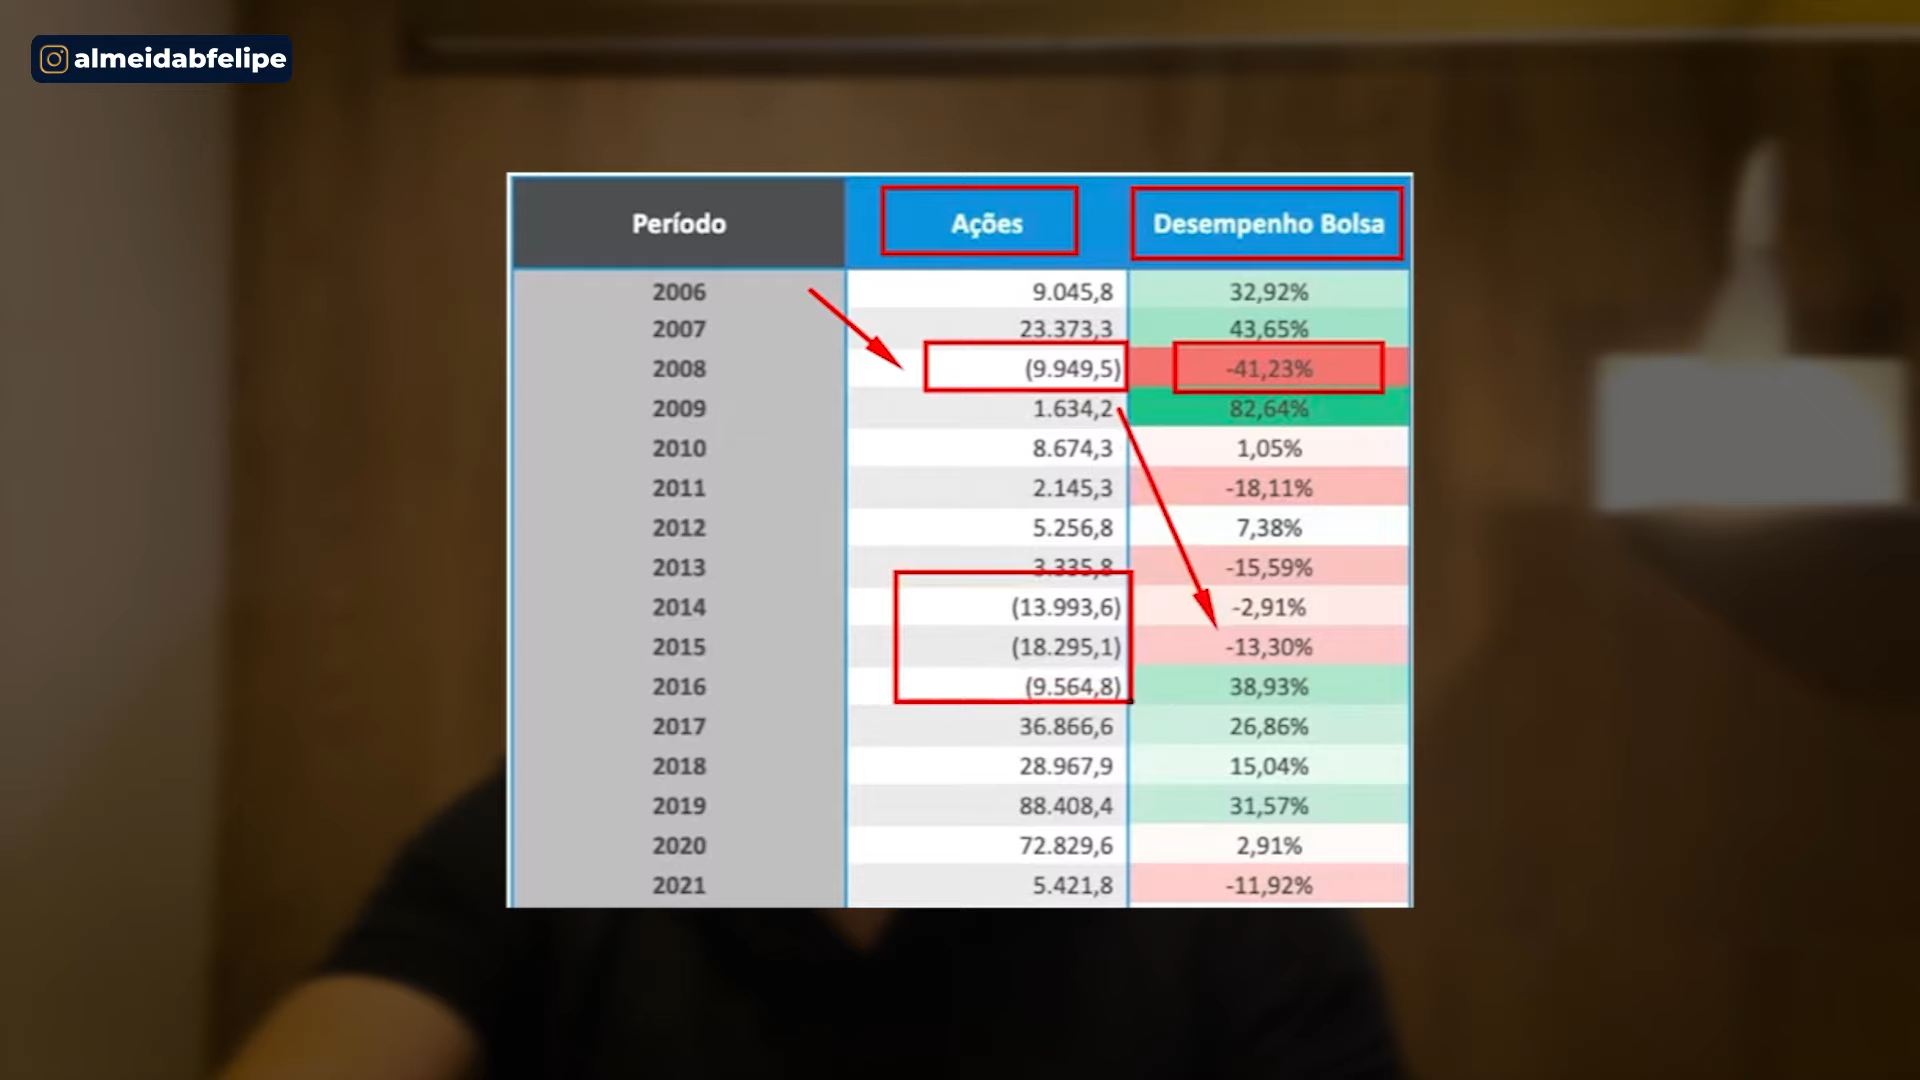 almeidabfelipe
Período Ações Desempenho Bolsa
2006 9.045,8 32,92%
2007 23.373,3 43,65%
2008 (9.949,5) -41,23%
2009 1.634,2 82,64%
2010 8.674,3 1,05%
2011 2.145,3 -18,11%
2012 5.256,8 7,38%
2013 3.335,8 -15,59%
2014 (13.993,6) -2,91%
2015 (18.295,1) -13,30%
2016 (9.564,8) 38,93%
2017 36.866,6 26,86%
2018 28.967,9 15,04%
2019 88.408,4 31,57%
2020 72.829,6 2,91%
2021 5.421,8 -11,92%